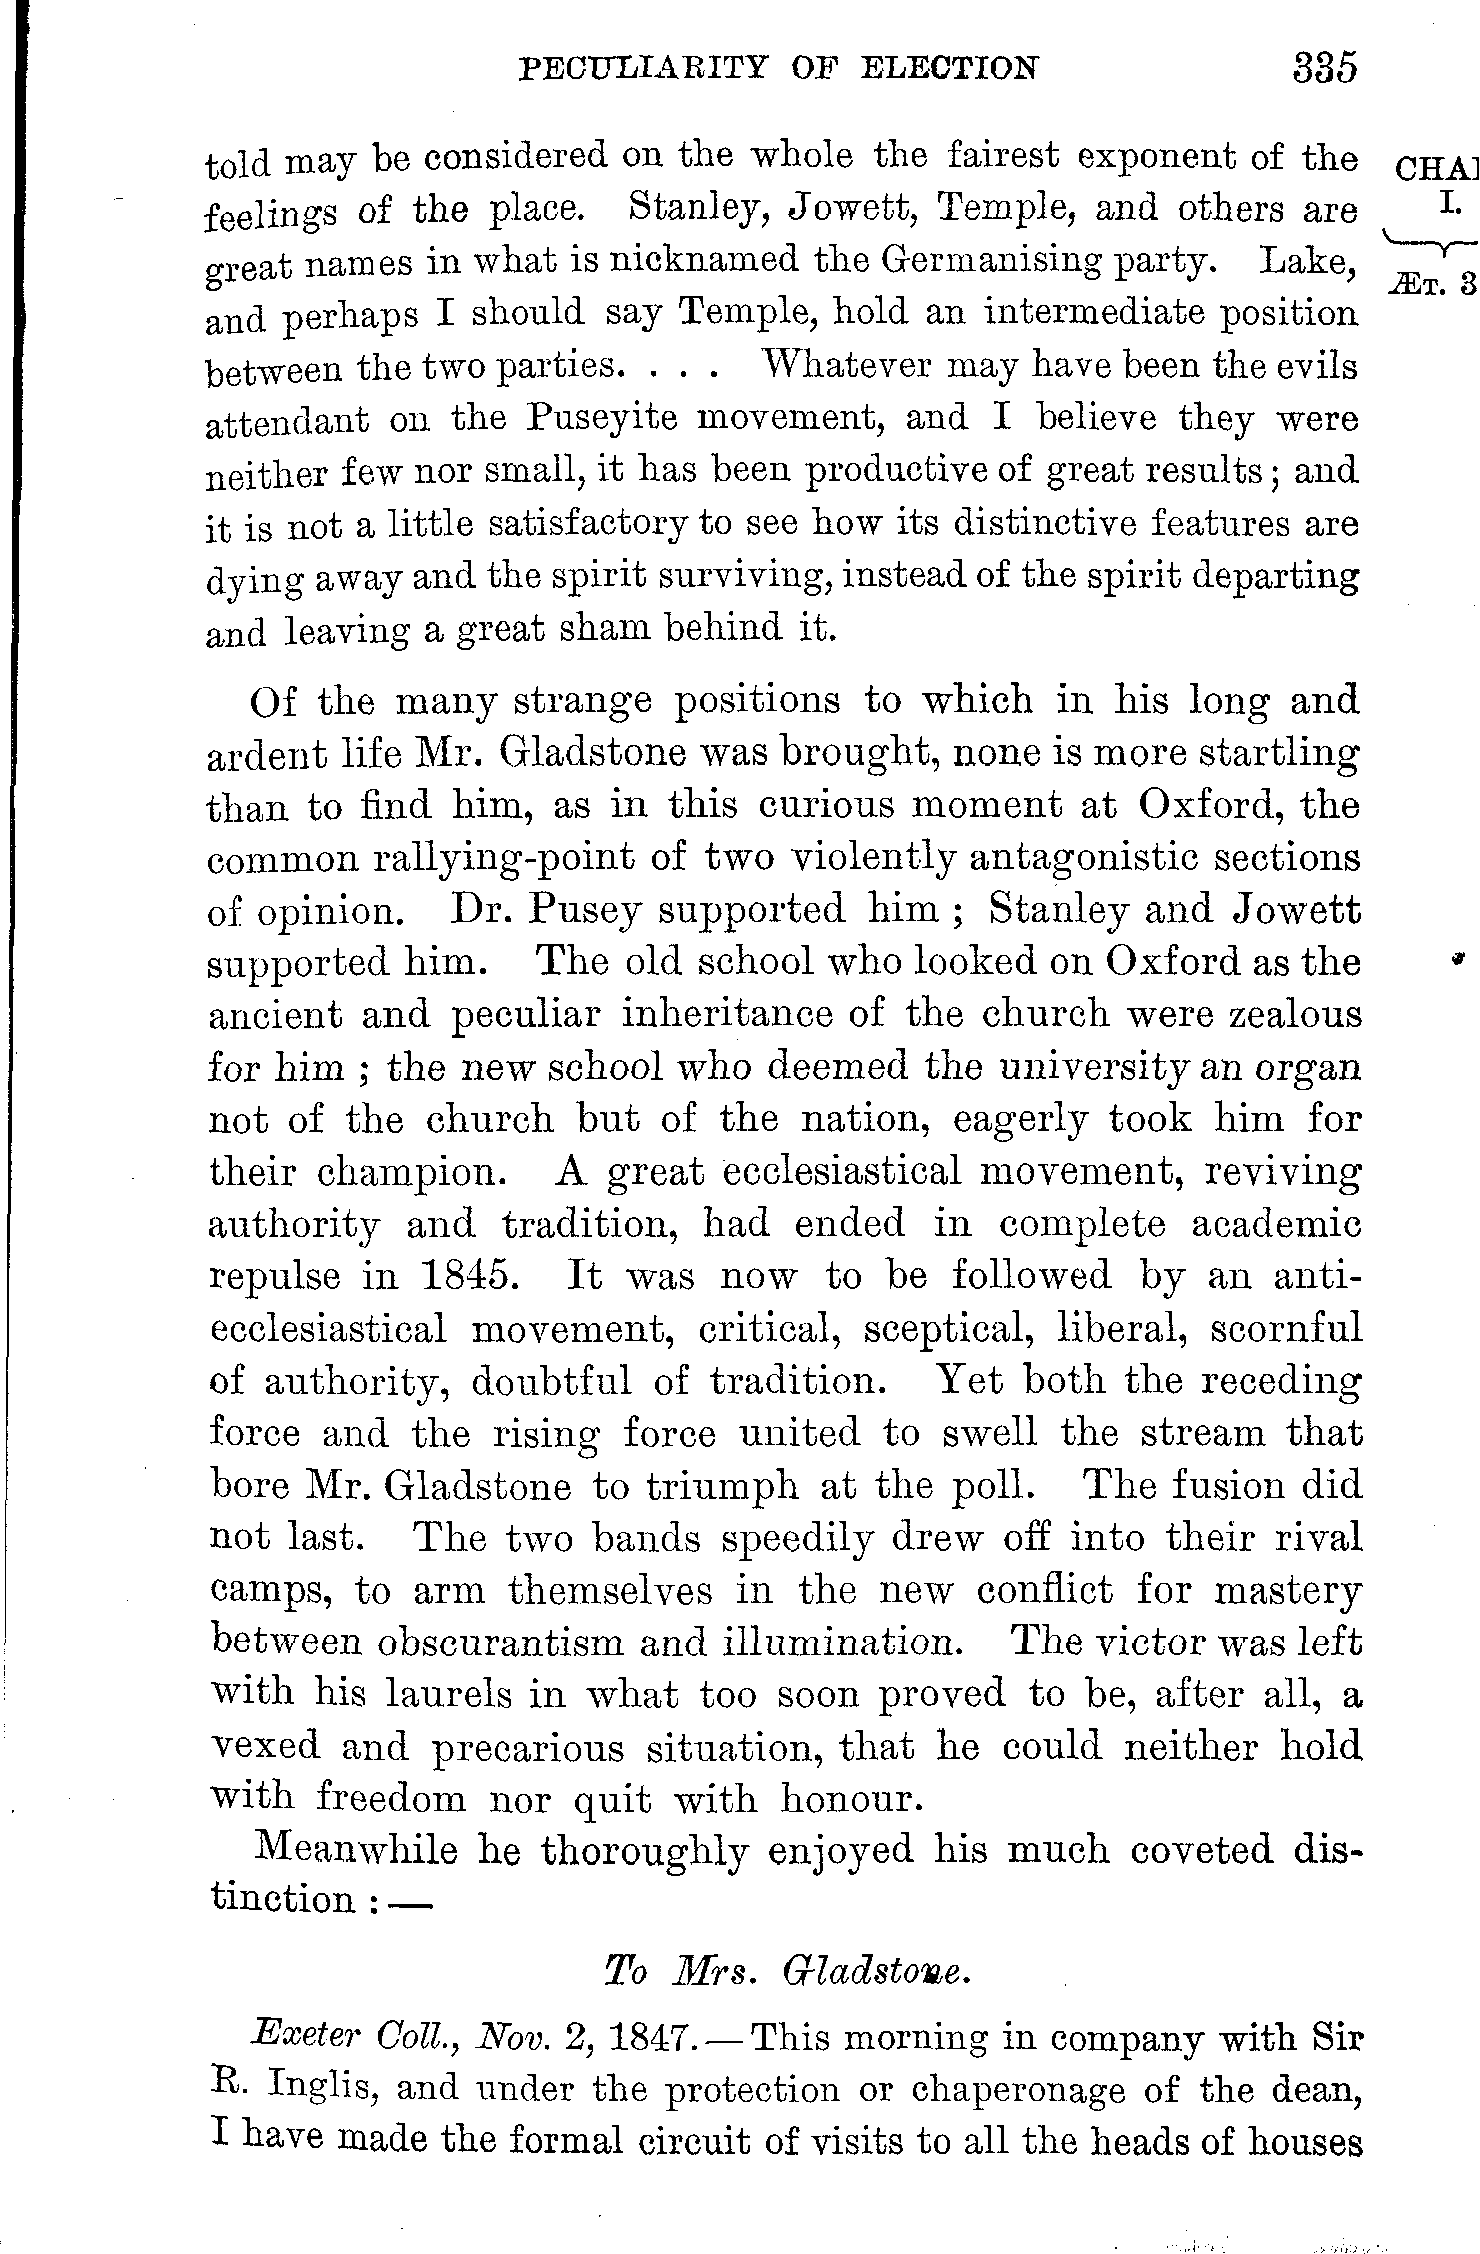 PECULIARITY OF ELECTION 335
told may be considered on the whole the fairest exponent of the
feelings of the place. Stanley, Jowett, Temple, and others are
great names in what is nicknamed the Germanising party. Lake,
and perhaps I should say Temple, hold an intermediate position
between the two parties. . . . Whatever may have been the evils
attendant on the Puseyite movement, and I believe they were
neither few nor small, it has been productive of great results; and
it is not a little satisfactory to see how its distinctive features are
dying away and the spirit surviving, instead of the spirit departing
and leaving a great sham behind it.
CHA
I.
ÆT. 3
Of the many strange positions to which in his long and
ardent life Mr. Gladstone was brought, none is more startling
than to find him, as in this curious moment at Oxford, the
common rallying-point of two violently antagonistic sections
of opinion. Dr. Pusey supported him ; Stanley and Jowett
supported him. The old school who looked on Oxford as the
ancient and peculiar inheritance of the church were zealous
for him ; the new school who deemed the university an organ
not of the church but of the nation, eagerly took him for
their champion. A great ecclesiastical movement, reviving
authority and tradition, had ended in complete academic
repulse in 1845. It was now to be followed by an anti-
ecclesiastical movement, critical, sceptical, liberal, scornful
of authority, doubtful of tradition. Yet both the receding
force and the rising force united to swell the stream that
bore Mr. Gladstone to triumph at the poll. The fusion did
not last. The two bands speedily drew off into their rival
camps, to arm themselves in the new conflict for mastery
between obscurantism and illumination. The victor was left
with his laurels in what too soon proved to be, after all, a
vexed and precarious situation, that he could neither hold
with freedom nor quit with honour.
Meanwhile he thoroughly enjoyed his much coveted dis-
tinction :—
To Mrs. Gladstone.
Exeter Coll., Nov. 2, 1847.—This morning in company with Sir
R. Inglis, and under the protection or chaperonage of the dean,
I have made the formal circuit of visits to all the heads of houses